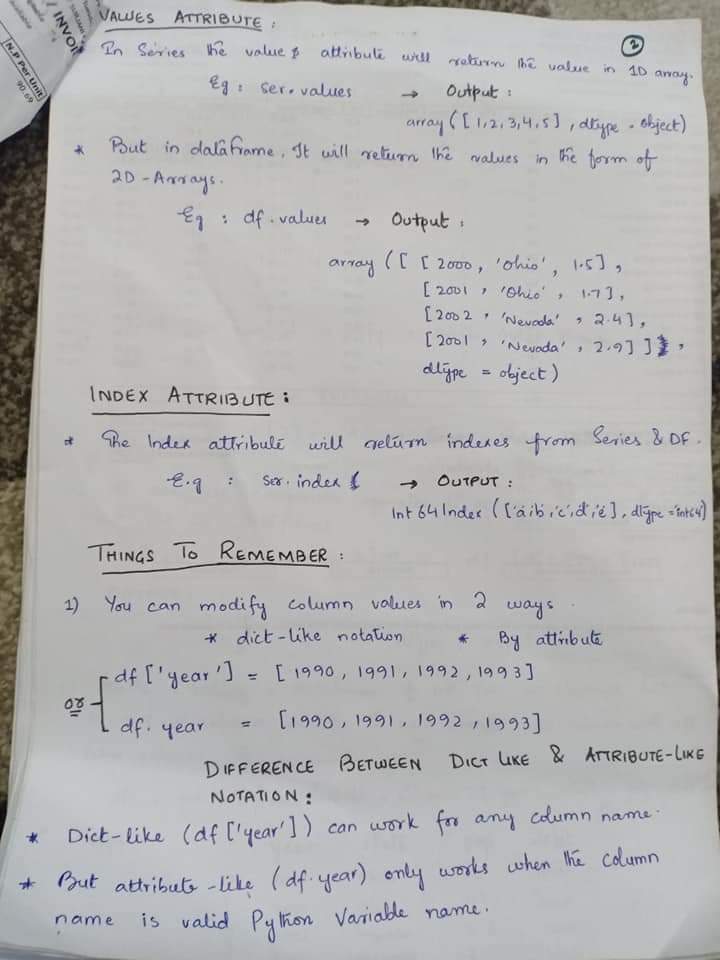 INVO
N.P Per Unit
90.69
VALUES ATTRIBUTE :
2
* In Series the values attribute will return the value in 1D array.
Eg : ser.values → Output :
array ([1,2,3,4,5], dtype = object)
* But in dataframe. It will return the values in the form of
2D-Arrays.
Eg : df.values → Output :
array ([ [2000, 'Ohio', 1.5],
[2001, 'Ohio', 1.7],
[2002, 'Nevada', 2.4],
[2001, 'Nevada', 2.9] ],
dtype = object)
INDEX ATTRIBUTE :
* The Index attribute will return indexes from Series & DF.
E.g : ser.index → OUTPUT :
Int64Index (['a','b','c','d','e'], dtype='int64')
THINGS TO REMEMBER :
1) You can modify column values in 2 ways.
* dict-like notation * By attribute
df ['year'] = [1990, 1991, 1992, 1993]
or
df.year = [1990, 1991, 1992, 1993]
DIFFERENCE BETWEEN DICT LIKE & ATTRIBUTE-LIKE
NOTATION :
* Dict-like (df ['year']) can work for any column name.
* But attribute-like (df.year) only works when the column
name is valid Python Variable name.